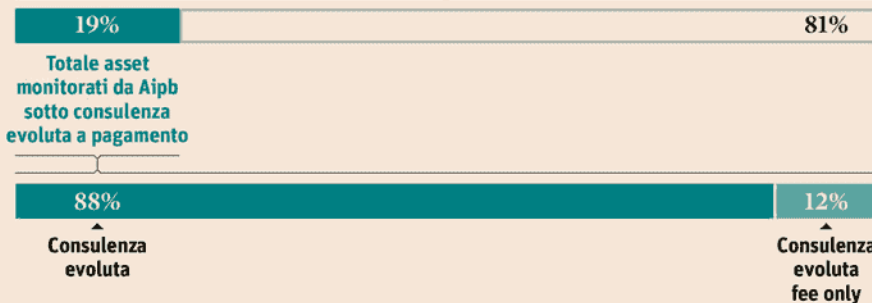 19%
81%
Totale asset
monitorati da Aipb
sotto consulenza
evoluta a pagamento
88%
12%
Consulenza
evoluta
Consulenza
evoluta
fee only